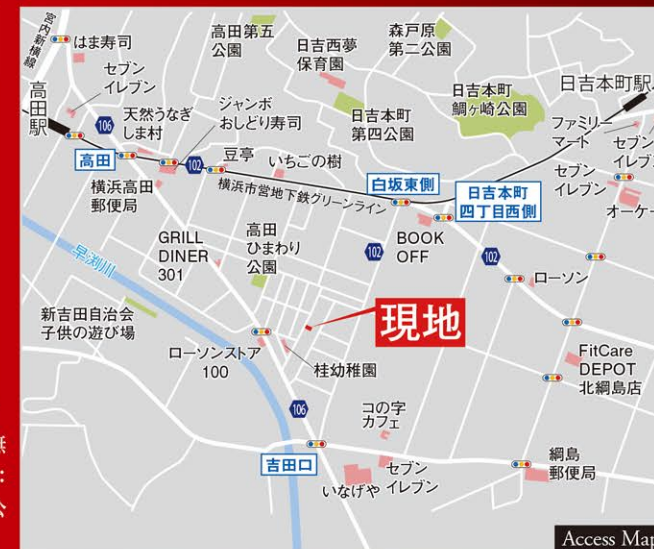 宮内新横線
はま寿司
セブン
イレブン
高田駅
106
天然うなぎ
しま村
ジャンボ
おしどり寿司
高田第五
公園
日吉西夢
保育園
森戸原
第二公園
日吉本町
第四公園
日吉本町
鯛ヶ崎公園
日吉本町駅
ファミリー
マート
セブン
イレブン
セブン
イレブ
オーケー
高田
102
豆亭
いちごの樹
横浜市営地下鉄グリーンライン
横浜高田
郵便局
白坂東側
日吉本町
四丁目西側
早渕川
GRILL
DINER
301
高田
ひまわり
公園
102
BOOK
OFF
102
ローソン
現地
新吉田自治会
子供の遊び場
ローソンストア
100
桂幼稚園
FitCare
DEPOT
北綱島店
106
コの字
カフェ
吉田口
いなげや
セブン
イレブン
綱島
郵便局
Access Map